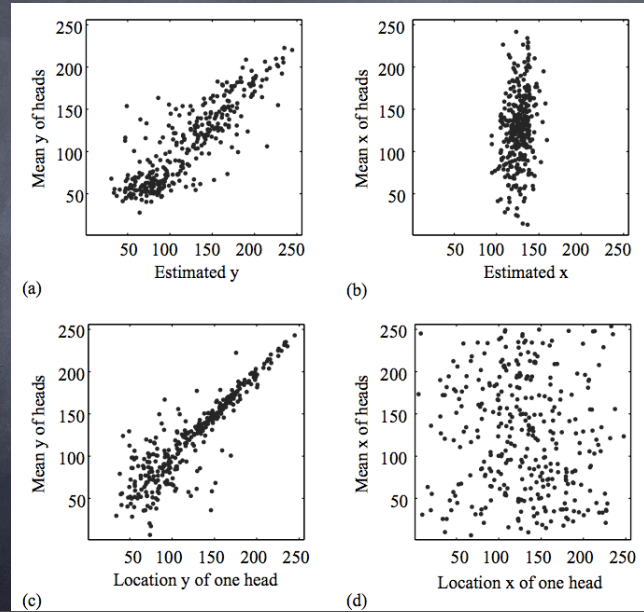 250
200
150
100
50
Mean y of heads
50 100 150 200 250
Estimated y
(a)
250
200
150
100
50
Mean x of heads
50 100 150 200 250
Estimated x
(b)
250
200
150
100
50
Mean y of heads
50 100 150 200 250
Location y of one head
(c)
250
200
150
100
50
Mean x of heads
50 100 150 200 250
Location x of one head
(d)